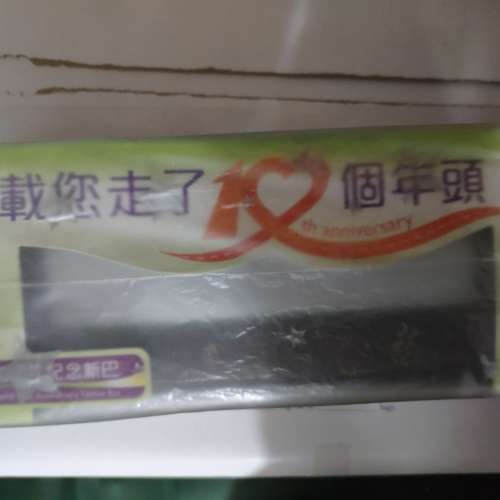 載您走了10個年頭
th anniversary
紀念新巴